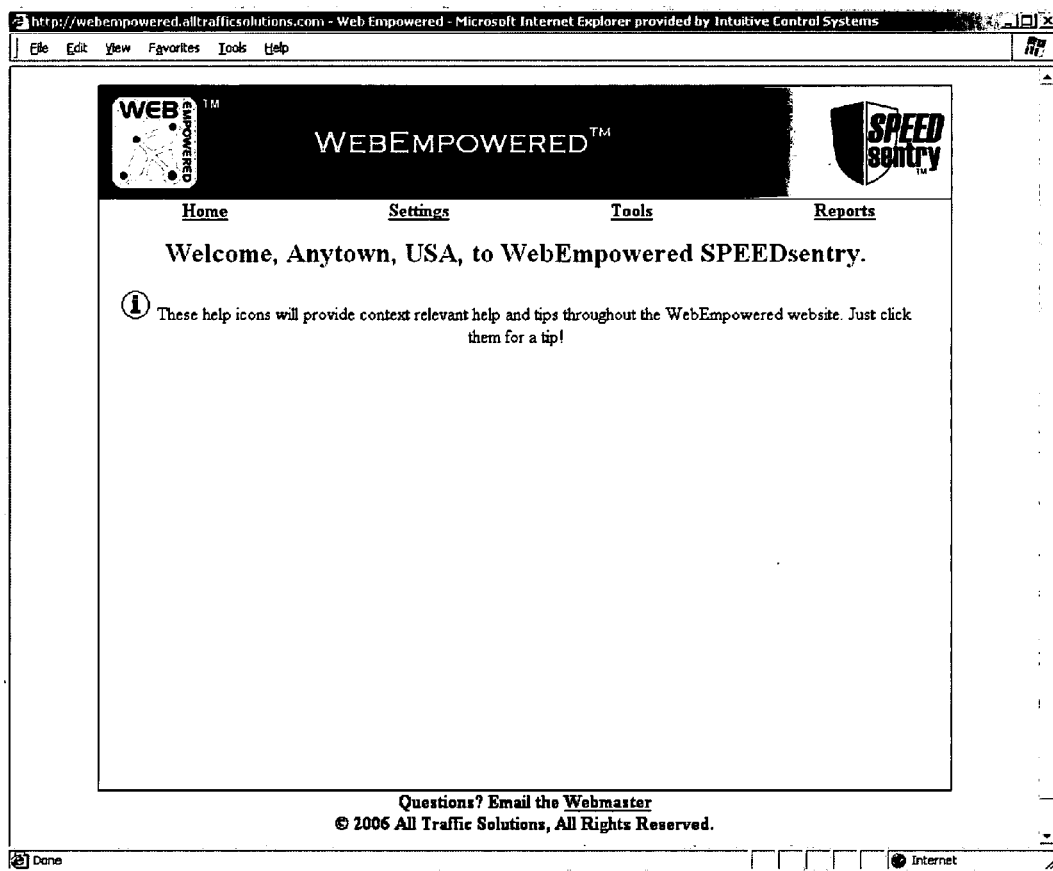 http://webempowered.alltrafficsolutions.com - Web Empowered - Microsoft Internet Explorer provided by Intuitive Control Systems
File Edit View Favorites Tools Help
WEB EMPOWERED TM
WEBEMPOWERED™
SPEED
sentry
TM
Home Settings Tools Reports
Welcome, Anytown, USA, to WebEmpowered SPEEDsentry.
These help icons will provide context relevant help and tips throughout the WebEmpowered website. Just click
them for a tip!
Questions? Email the Webmaster
© 2006 All Traffic Solutions, All Rights Reserved.
Done Internet